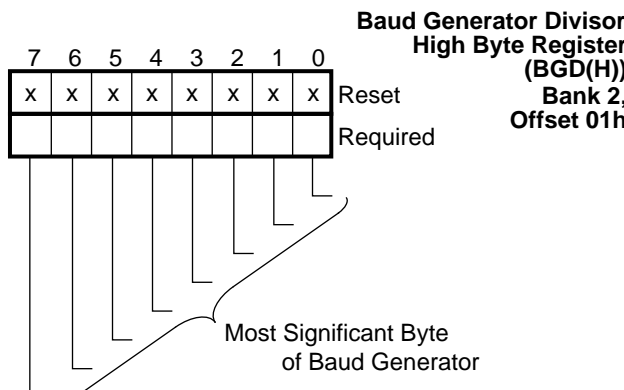 Baud Generator Divisor
High Byte Register
(BGD(H))
Bank 2,
Offset 01h
7 6 5 4 3 2 1 0
x x x x x x x x Reset
Required
Most Significant Byte
of Baud Generator